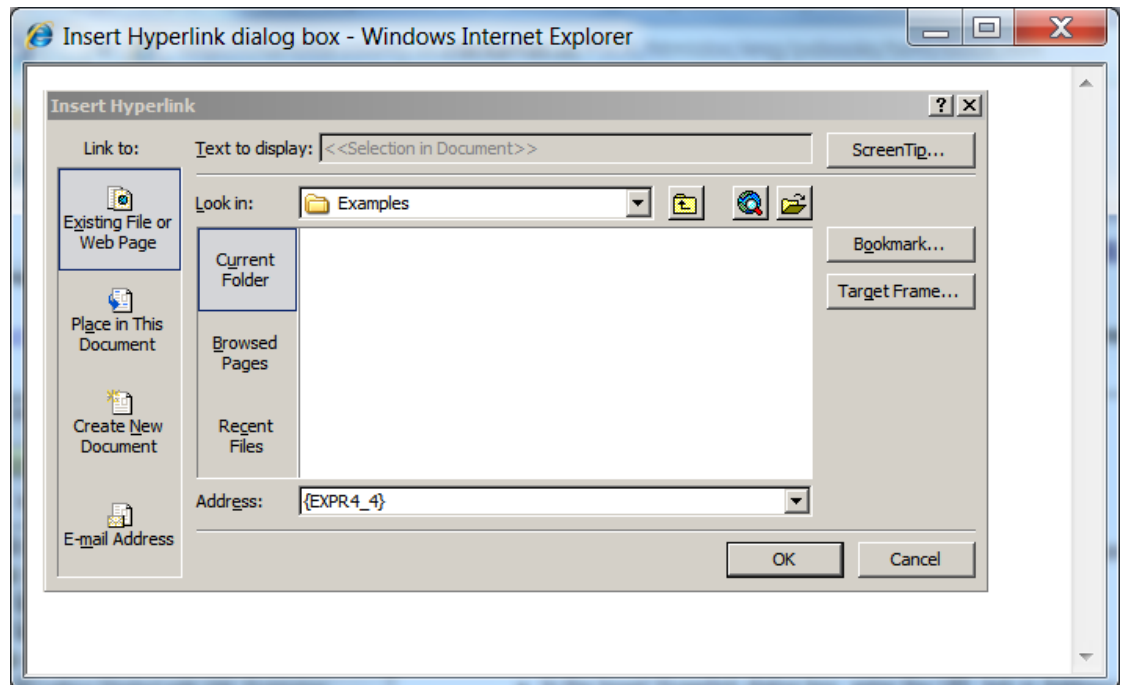 Insert Hyperlink dialog box - Windows Internet Explorer
Insert Hyperlink
Link to:
Text to display: <<Selection in Document>>
ScreenTip...
Existing File or
Web Page
Look in: Examples
Current
Folder
Bookmark...
Target Frame...
Place in This
Document
Browsed
Pages
Create New
Document
Recent
Files
Address: {EXPR4_4}
E-mail Address
OK
Cancel